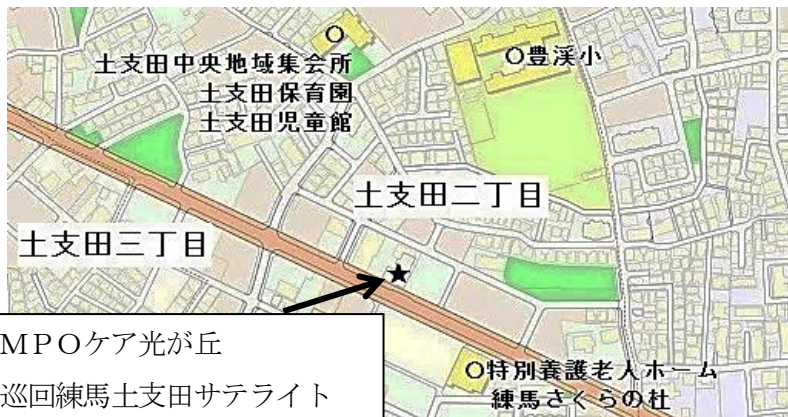 土支田中央地域集会所
土支田保育園
土支田児童館
○豊渓小
土支田二丁目
土支田三丁目
★
MPOケア光が丘
巡回練馬土支田サテライト
○特別養護老人ホーム
練馬さくらの杜